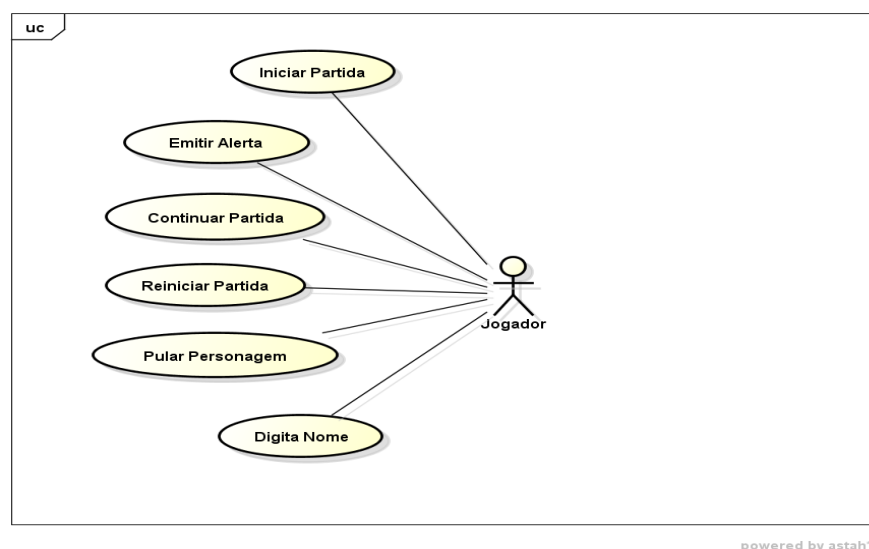 uc
Iniciar Partida
Emitir Alerta
Continuar Partida
Reiniciar Partida
Pular Personagem
Jogador
Digita Nome
powered by astah